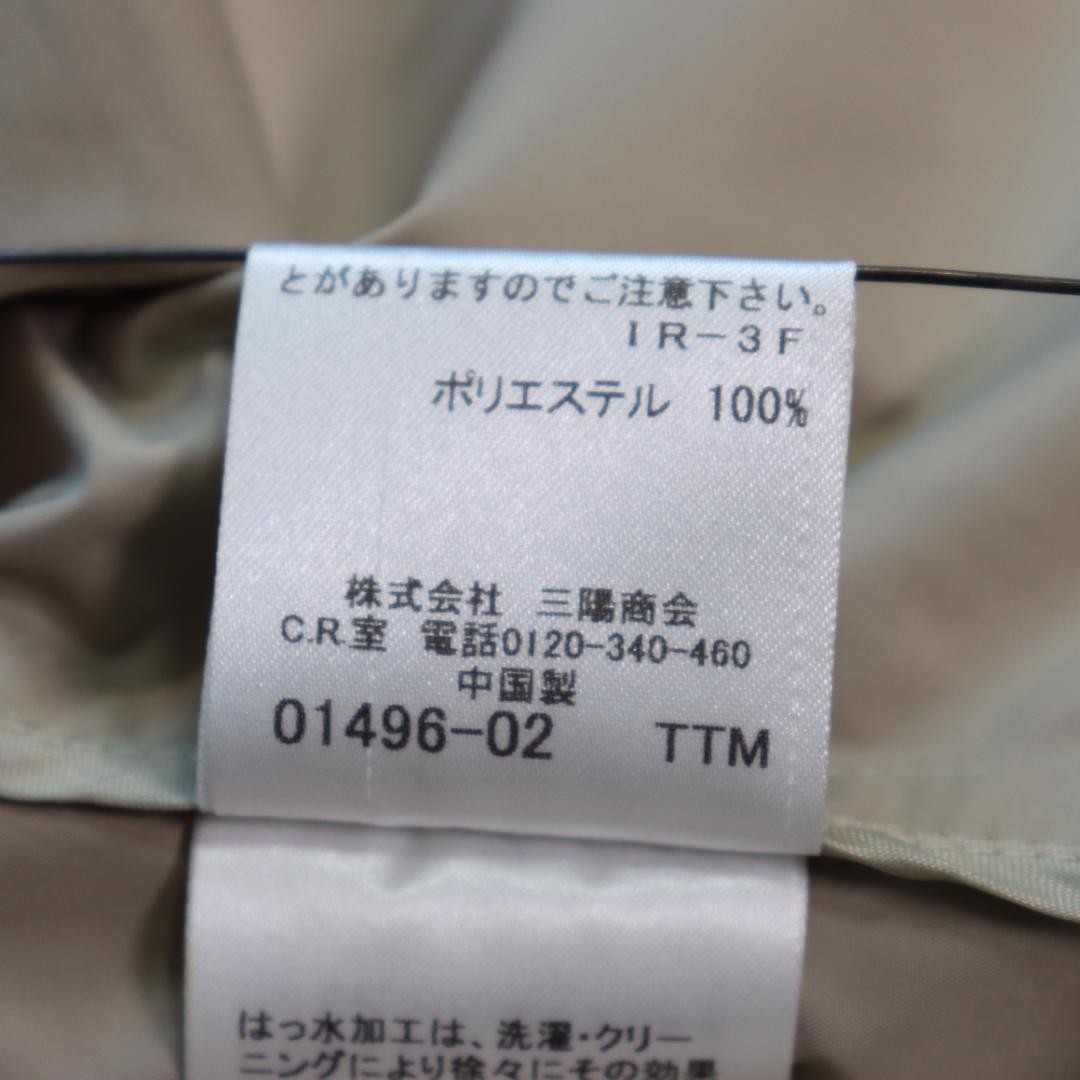 とがありますのでご注意下さい。
IR－3F
ポリエステル 100%
株式会社 三陽商会
C.R.室 電話0120-340-460
中国製
01496-02 TTM
はっ水加工は、洗濯・クリー
ニングにより徐々にその効果